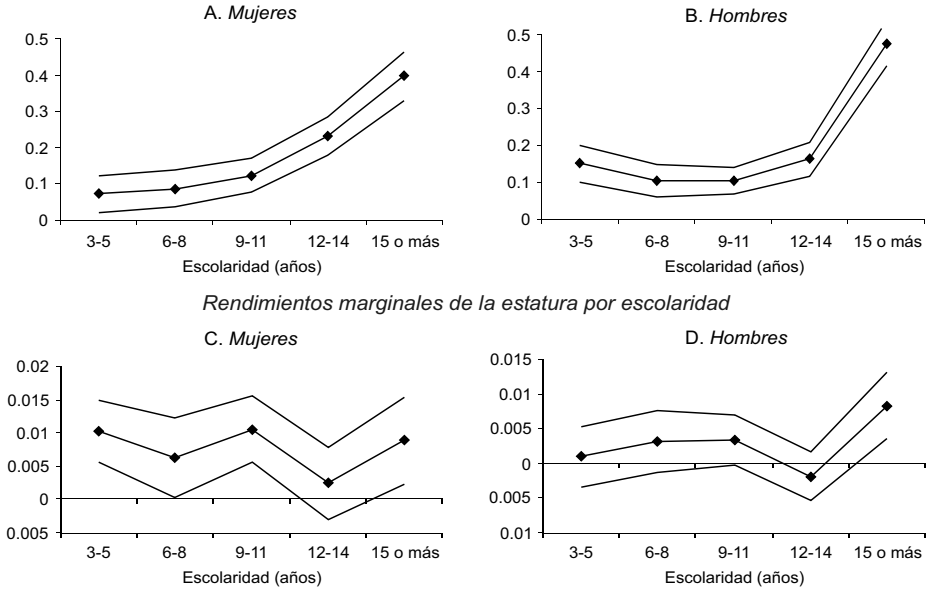 A. Mujeres
0.5
0.4
0.3
0.2
0.1
0
3-5 6-8 9-11 12-14 15 o más
Escolaridad (años)
B. Hombres
0.5
0.4
0.3
0.2
0.1
0
3-5 6-8 9-11 12-14 15 o más
Escolaridad (años)
Rendimientos marginales de la estatura por escolaridad
C. Mujeres
0.02
0.015
0.01
0.005
0
0.005
3-5 6-8 9-11 12-14 15 o más
Escolaridad (años)
D. Hombres
0.015
0.01
0.005
0
0.005
0.01
3-5 6-8 9-11 12-14 15 o más
Escolaridad (años)